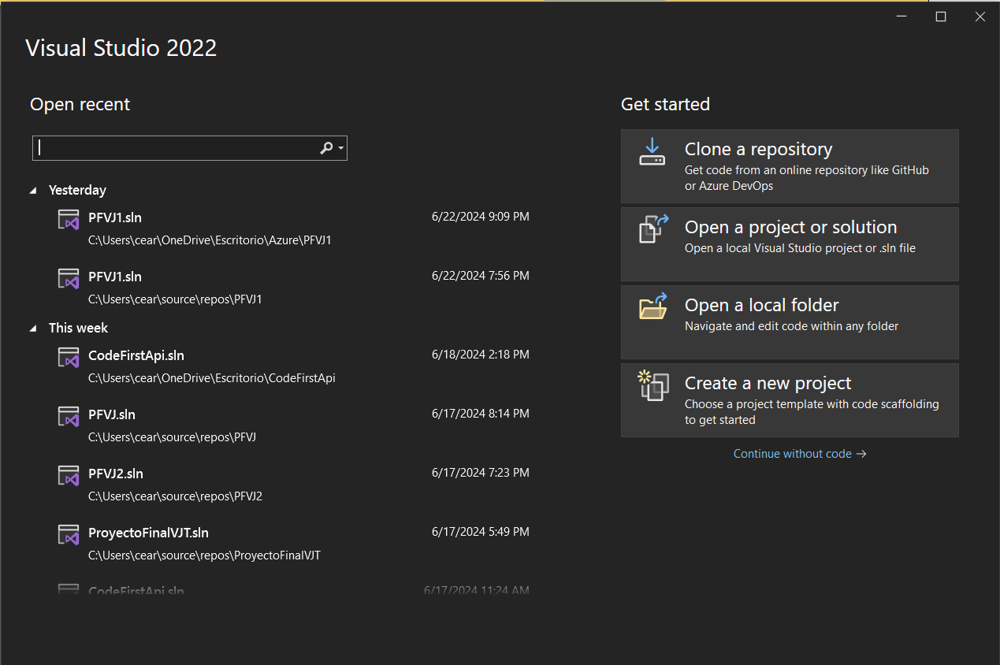 Visual Studio 2022
Open recent
Yesterday
PFVJ1.sln
6/22/2024 9:09 PM
C:\Users\cear\OneDrive\Escritorio\Azure\PFVJ1
PFVJ1.sln
6/22/2024 7:56 PM
C:\Users\cear\source\repos\PFVJ1
This week
CodeFirstApi.sln
6/18/2024 2:18 PM
C:\Users\cear\OneDrive\Escritorio\CodeFirstApi
PFVJ.sln
6/17/2024 8:14 PM
C:\Users\cear\source\repos\PFVJ
PFVJ2.sln
6/17/2024 7:23 PM
C:\Users\cear\source\repos\PFVJ2
ProyectoFinalVJT.sln
6/17/2024 5:49 PM
C:\Users\cear\source\repos\ProyectoFinalVJT
CodeFirstApi.sln
6/17/2024 11:24 AM
Get started
Clone a repository
Get code from an online repository like GitHub
or Azure DevOps
Open a project or solution
Open a local Visual Studio project or .sln file
Open a local folder
Navigate and edit code within any folder
Create a new project
Choose a project template with code scaffolding
to get started
Continue without code →